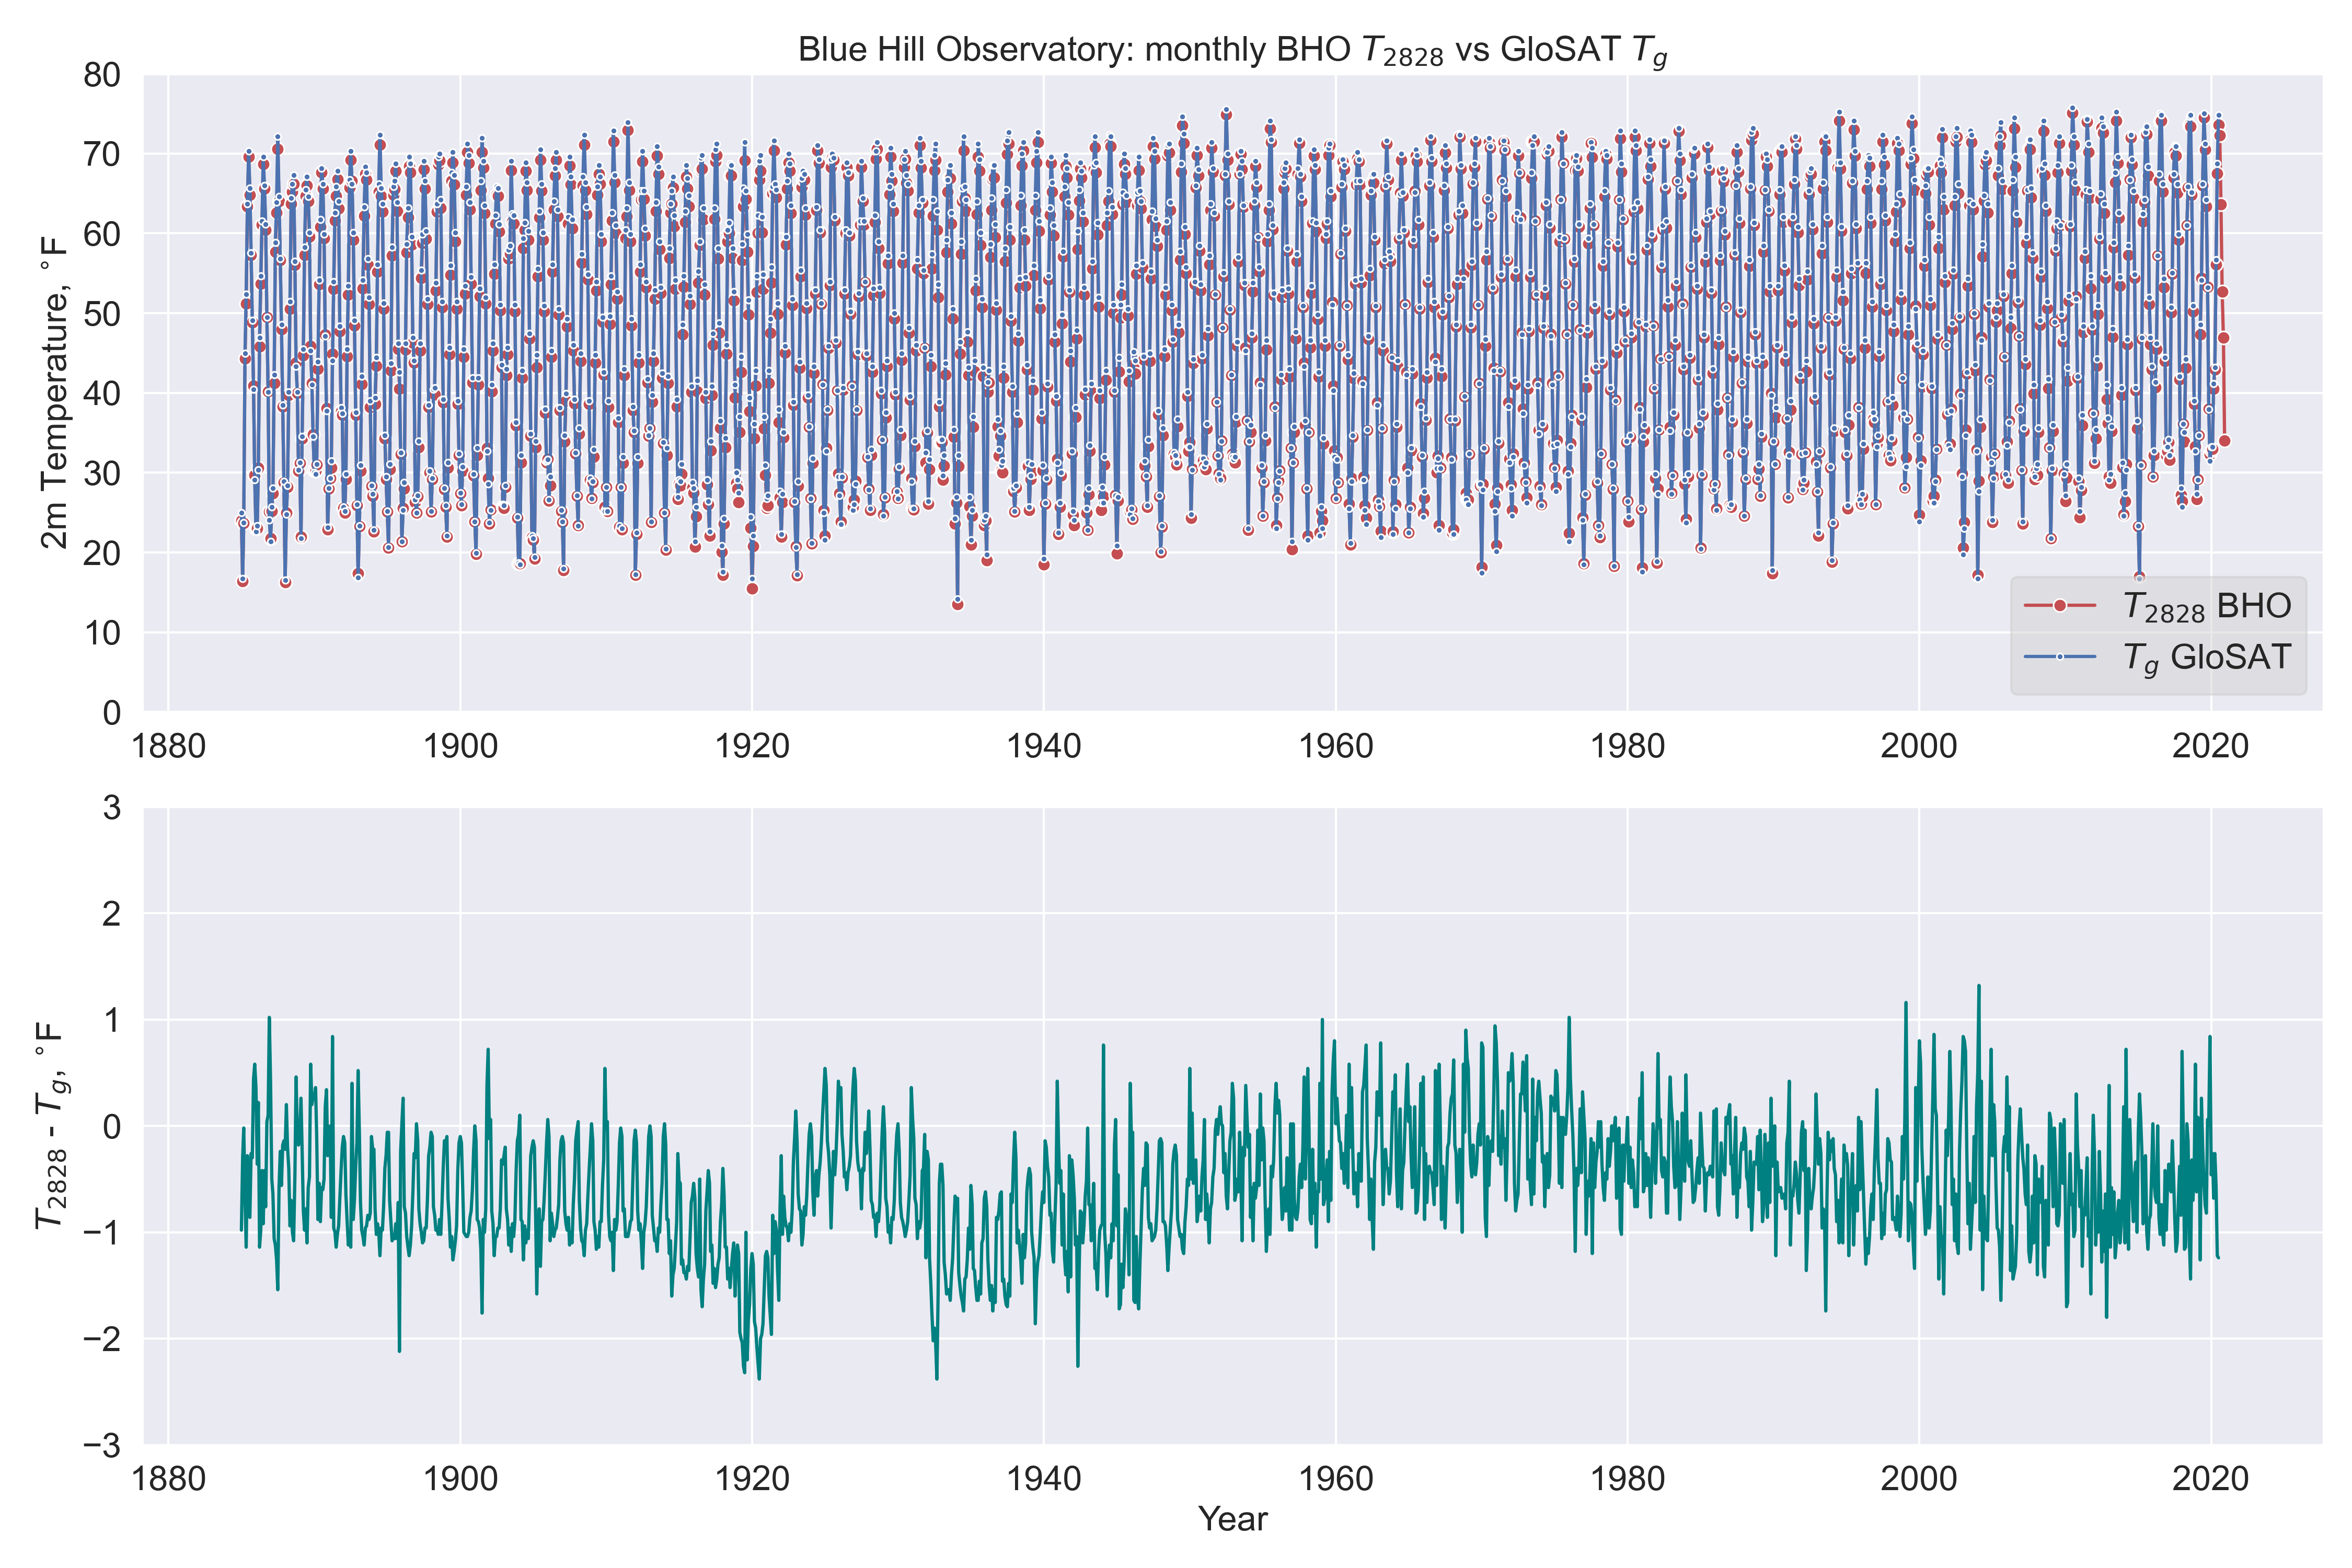 Blue Hill Observatory: monthly BHO T2828 vs GloSAT Tg
2m Temperature, °F
80
70
60
50
40
30
20
10
0
T2828 BHO
Tg GloSAT
1880 1900 1920 1940 1960 1980 2000 2020
T2828 - Tg, °F
3
2
1
0
−1
−2
−3
1880 1900 1920 1940 1960 1980 2000 2020
Year